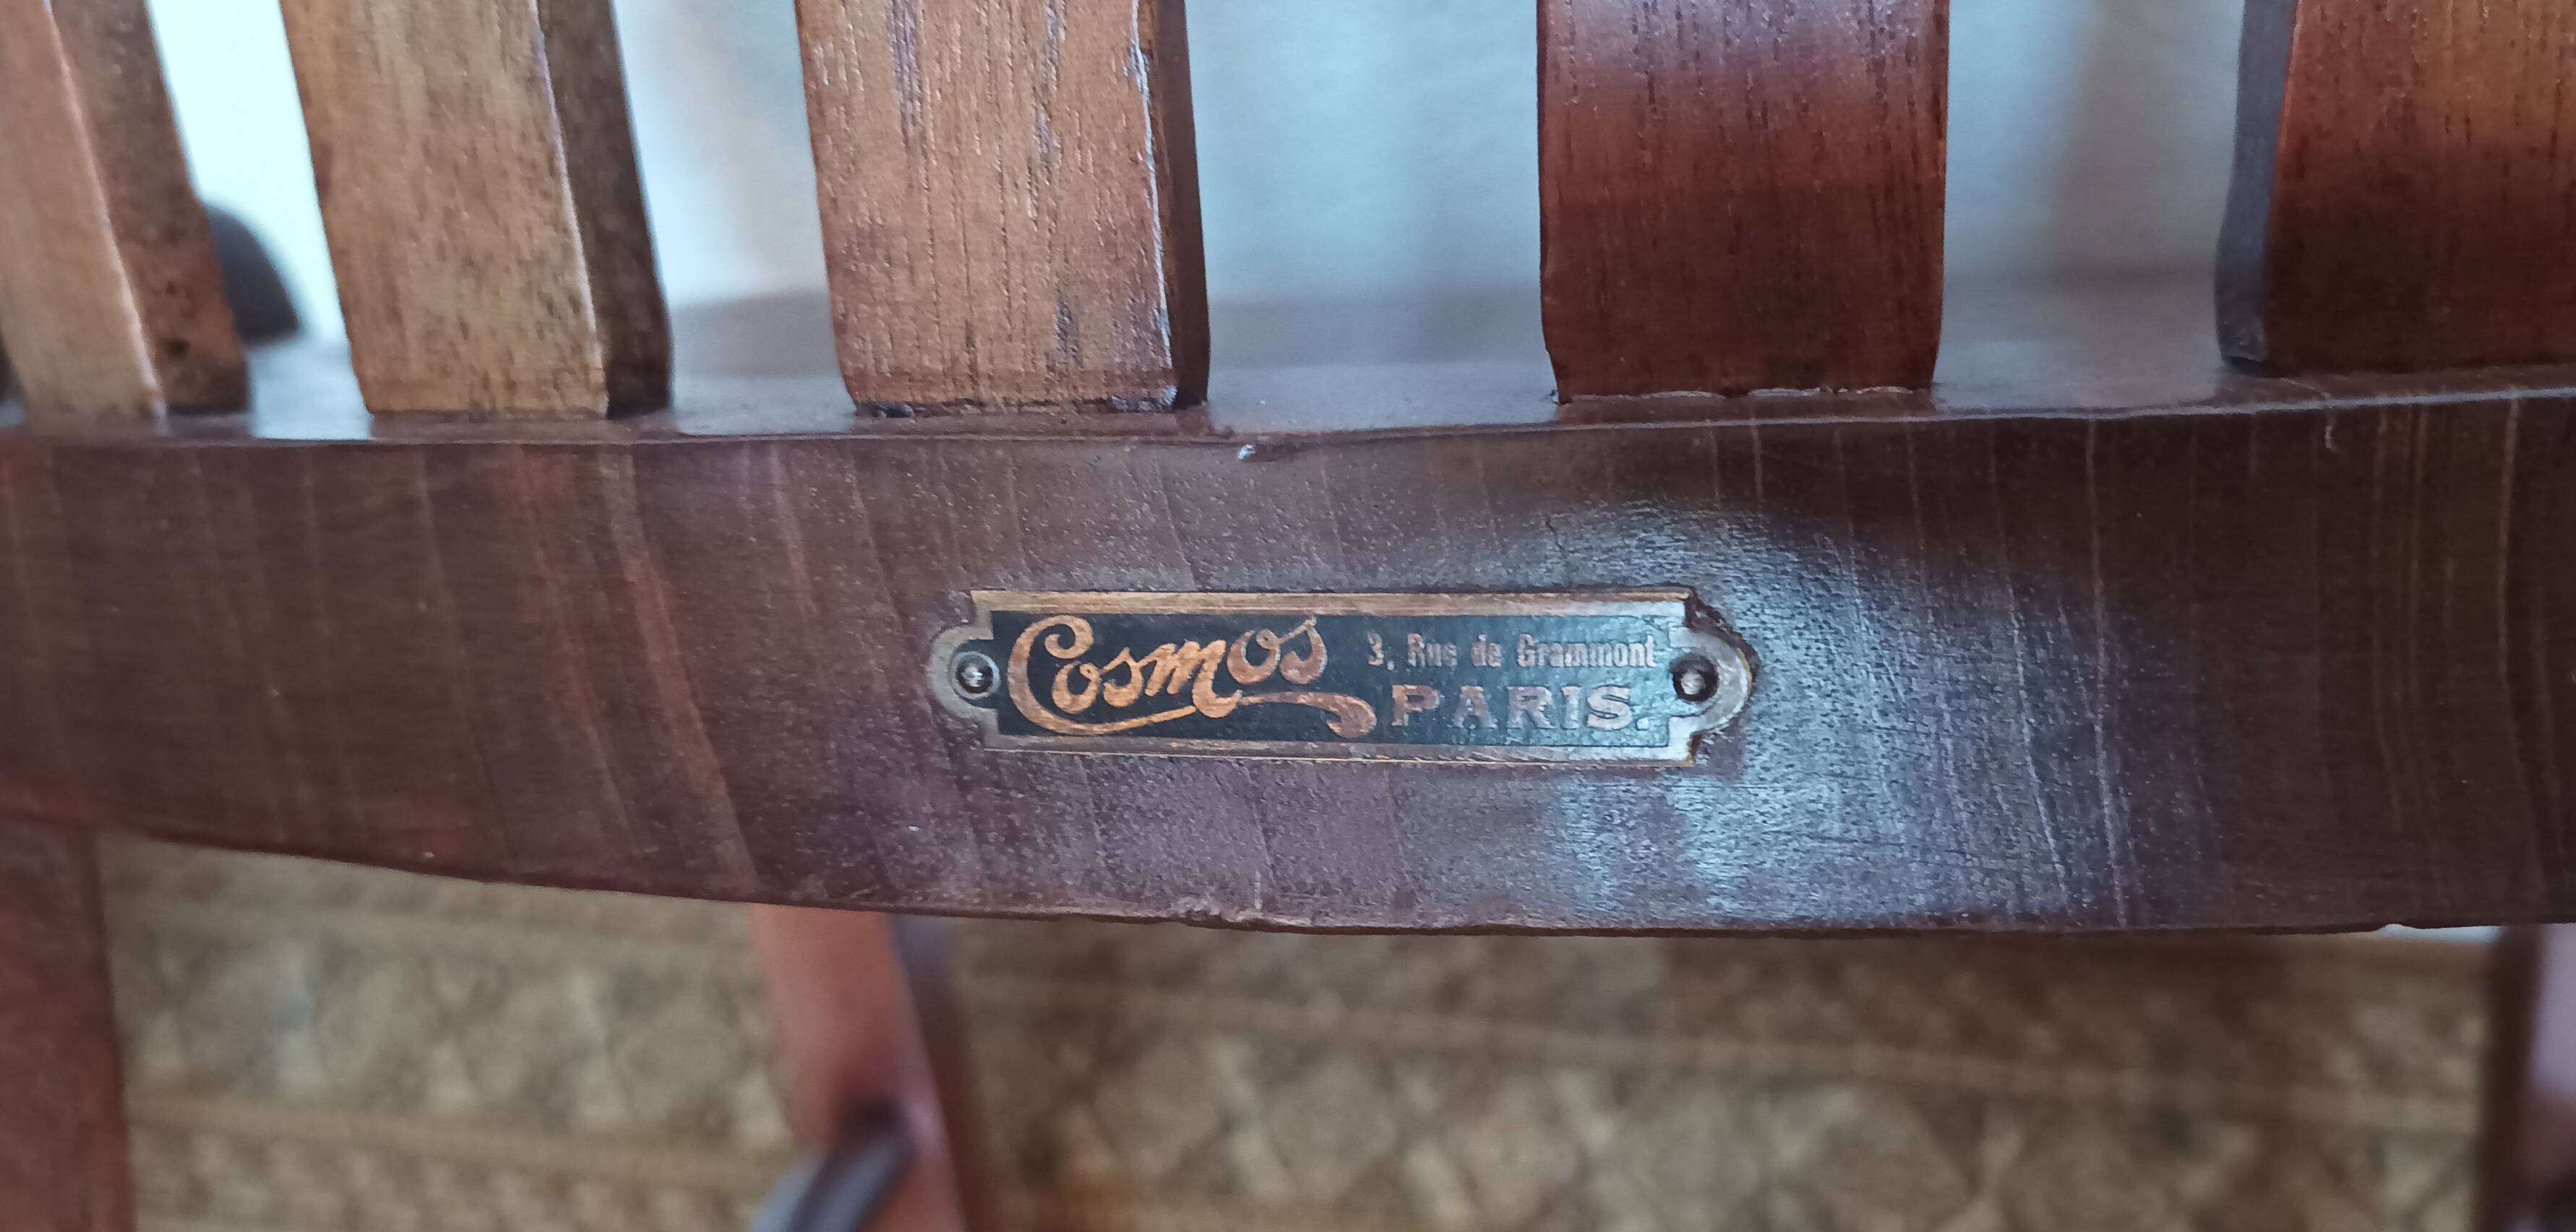 Cosmos
3, Rue de Grammont
PARIS.